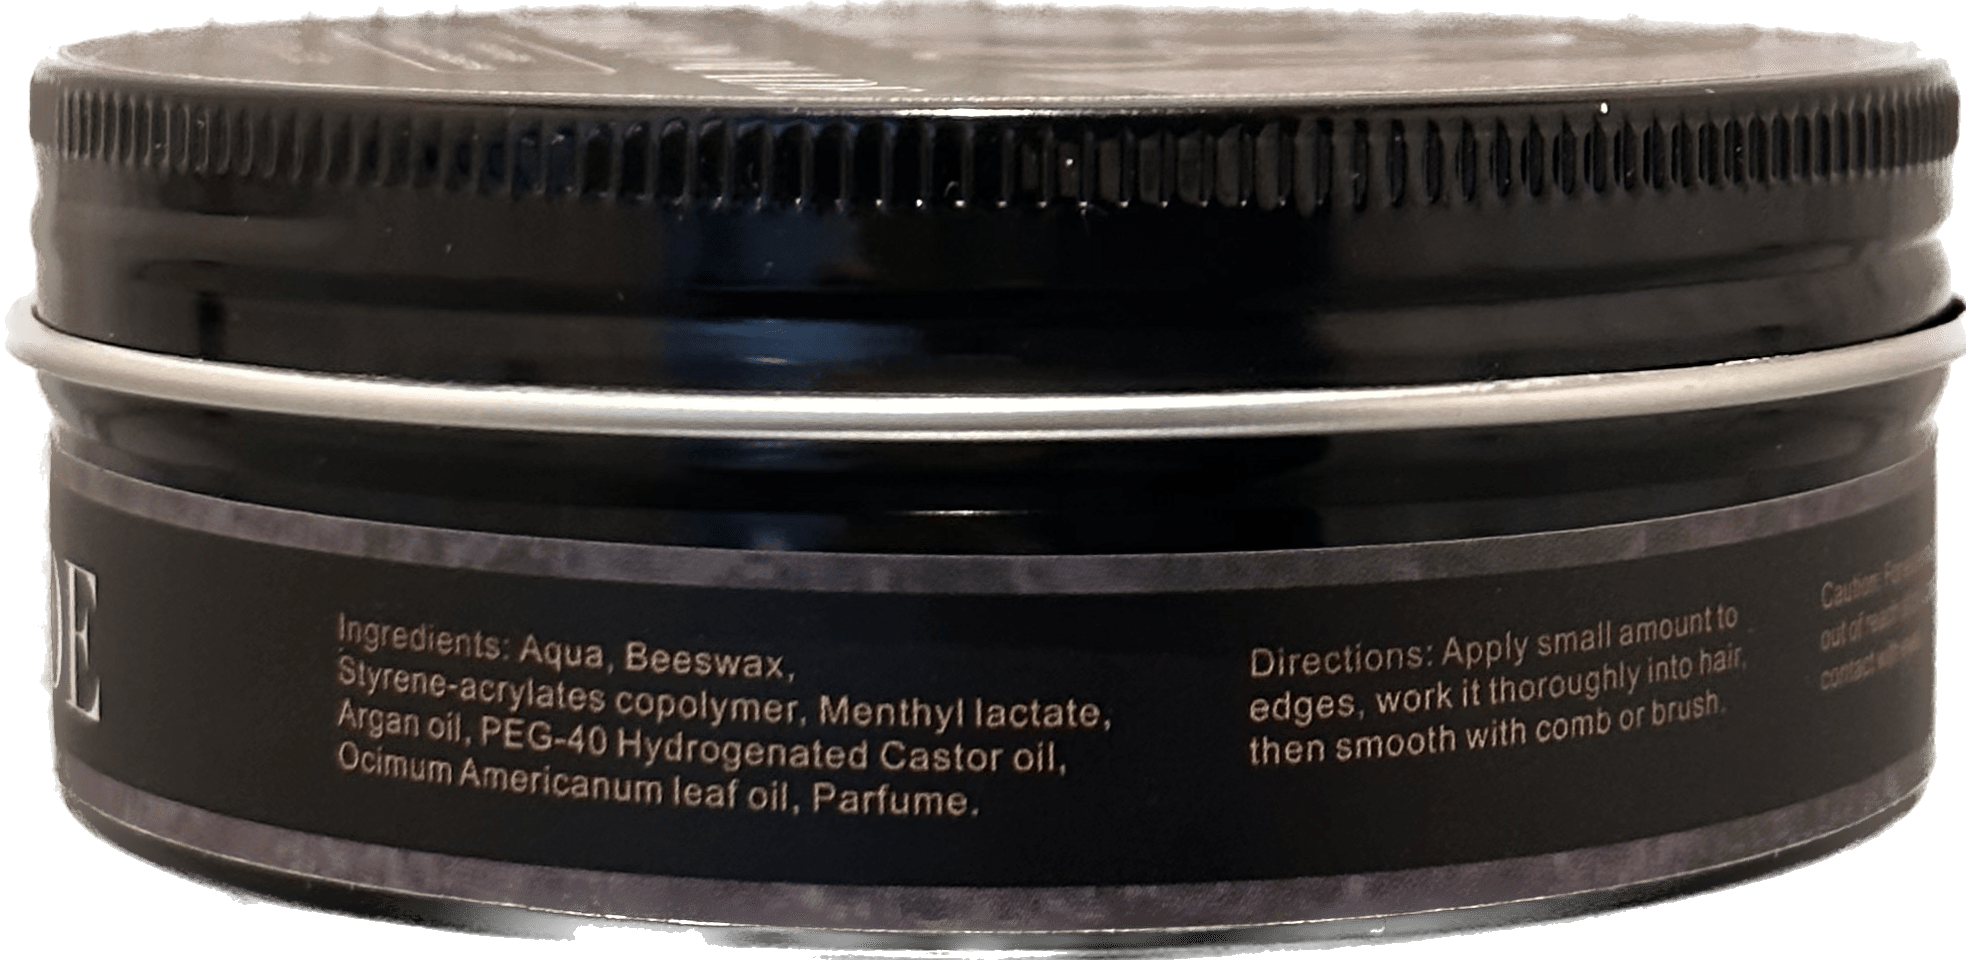 DE
Ingredients: Aqua, Beeswax,
Styrene-acrylates copolymer, Menthyl lactate,
Argan oil, PEG-40 Hydrogenated Castor oil,
Ocimum Americanum leaf oil, Parfume.
Directions: Apply small amount to
edges, work it thoroughly into hair,
then smooth with comb or brush.
Caution: For
out of reach
contact with